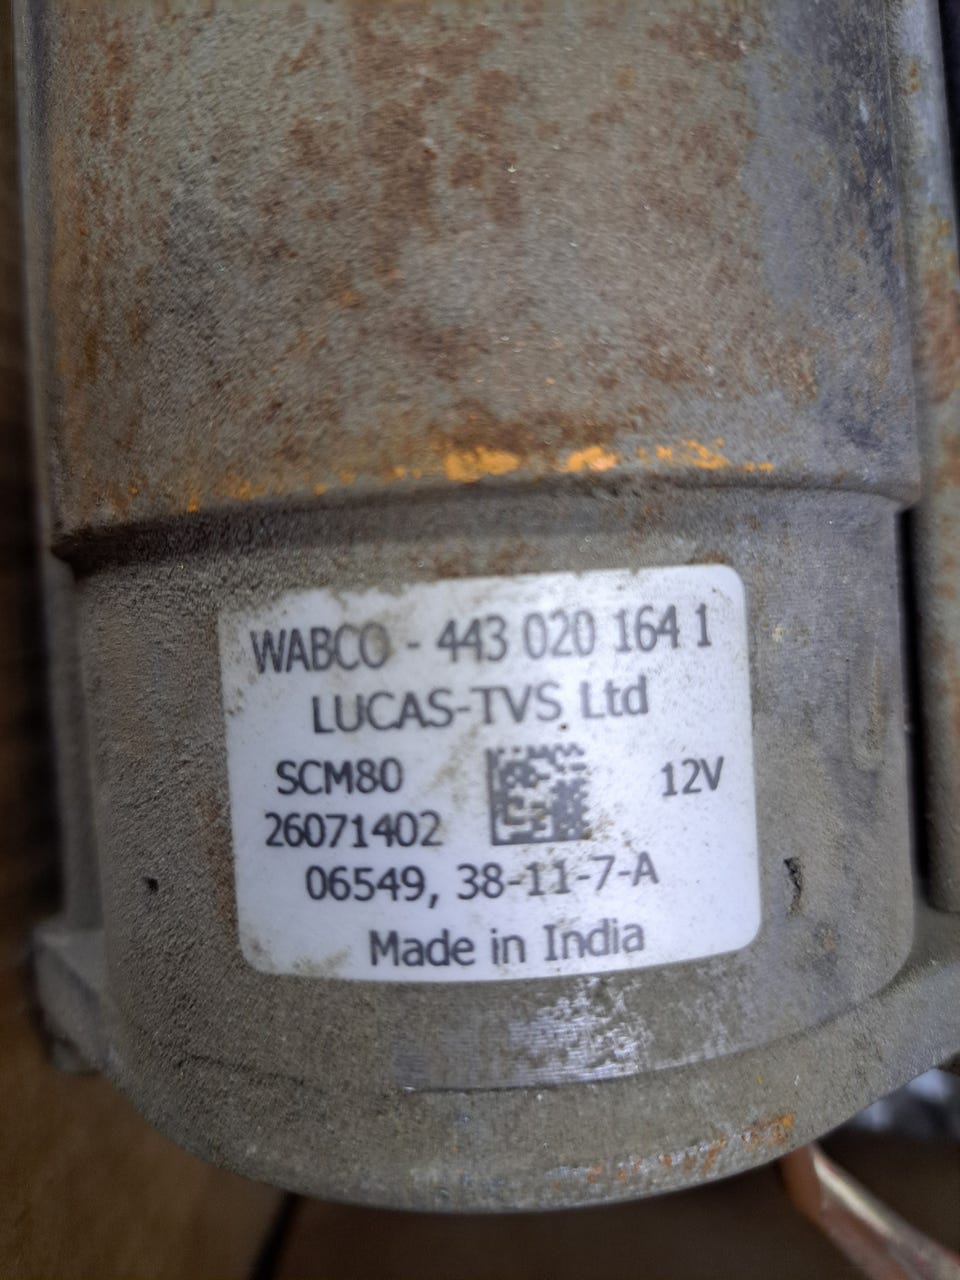 WABCO - 443 020 164 1
LUCAS-TVS Ltd
SCM80
12V
26071402
06549, 38-11-7-A
Made in India